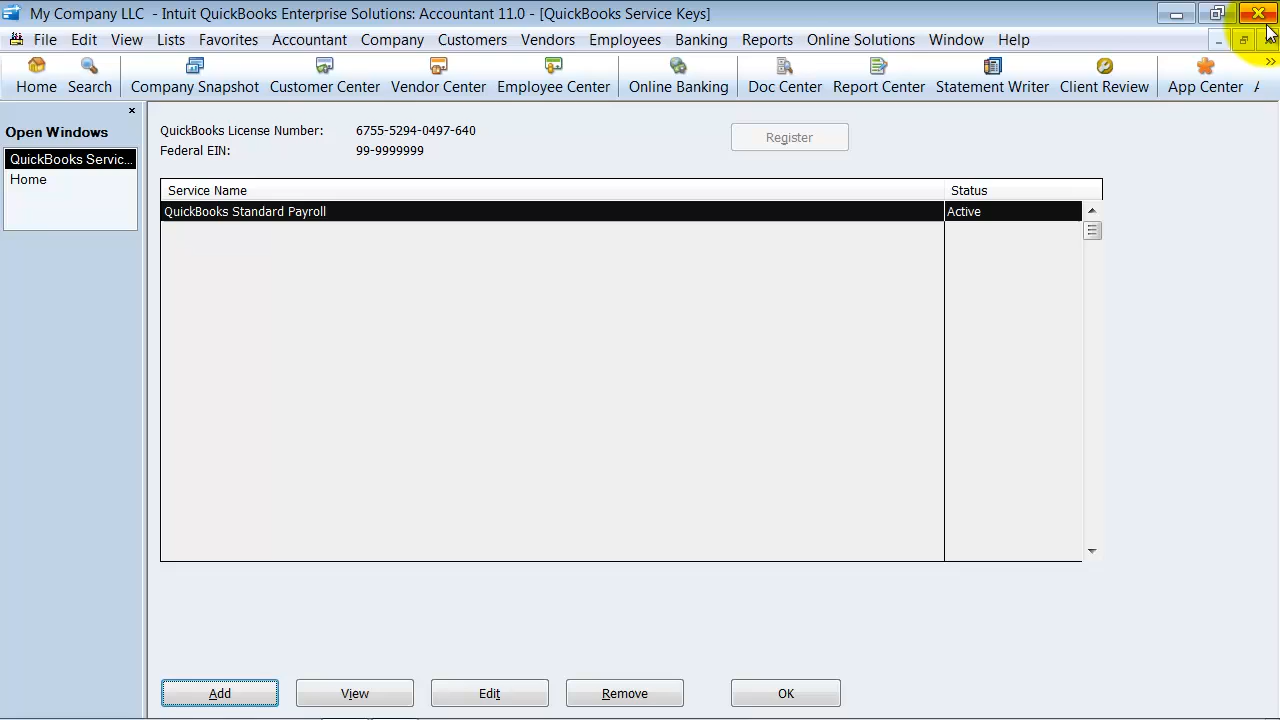 My Company LLC - Intuit QuickBooks Enterprise Solutions: Accountant 11.0 - [QuickBooks Service Keys]
File Edit View Lists Favorites Accountant Company Customers Vendors Employees Banking Reports Online Solutions Window Help
Home Search Company Snapshot Customer Center Vendor Center Employee Center Online Banking Doc Center Report Center Statement Writer Client Review App Center
Open Windows
QuickBooks Servic...
Home
QuickBooks License Number: 6755-5294-0497-640
Register
Federal EIN: 99-9999999
Service Name Status
QuickBooks Standard Payroll Active
Add View Edit Remove OK